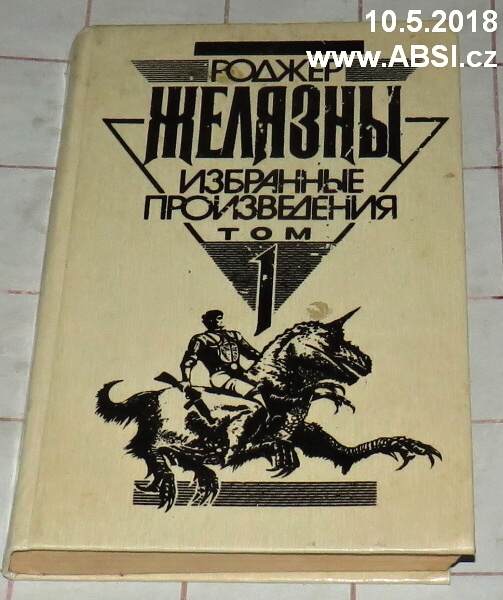 10.5.2018
www.ABSI.cz
РОДЖЕР
ЖЕЛЯЗНЫ
ИЗБРАННЫЕ
ПРОИЗВЕДЕНИЯ
ТОМ
1